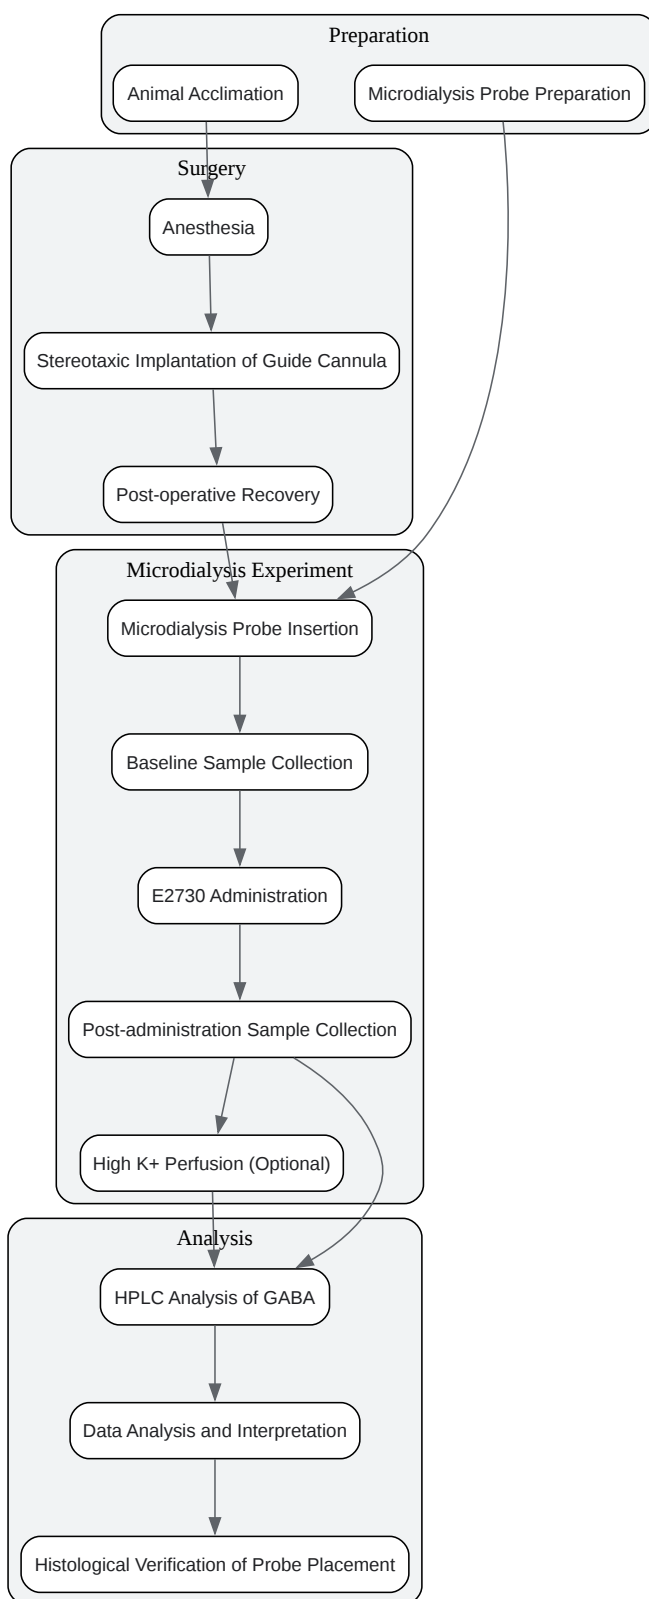 Preparation
Animal Acclimation
Microdialysis Probe Preparation
Surgery
Anesthesia
Stereotaxic Implantation of Guide Cannula
Post-operative Recovery
Microdialysis Experiment
Microdialysis Probe Insertion
Baseline Sample Collection
E2730 Administration
Post-administration Sample Collection
High K+ Perfusion (Optional)
Analysis
HPLC Analysis of GABA
Data Analysis and Interpretation
Histological Verification of Probe Placement